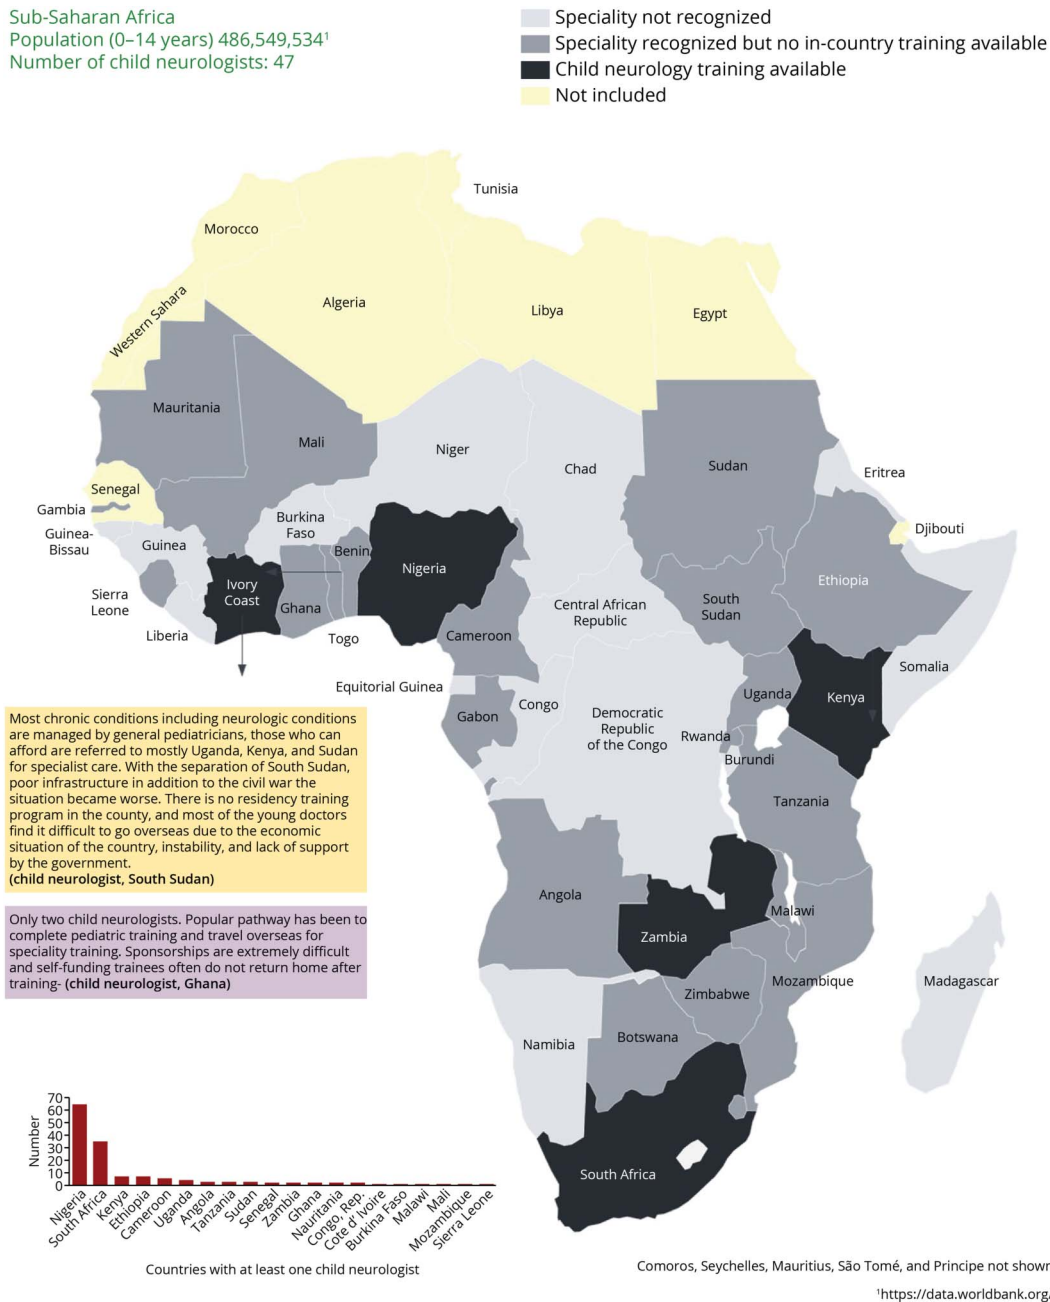 Sub-Saharan Africa
Population (0–14 years) 486,549,534¹
Number of child neurologists: 47
Speciality not recognized
Speciality recognized but no in-country training available
Child neurology training available
Not included
Tunisia
Morocco
Algeria
Libya
Egypt
Western Sahara
Mauritania
Mali
Niger
Chad
Sudan
Eritrea
Senegal
Gambia
Guinea-
Bissau
Guinea
Burkina
Faso
Benin
Nigeria
Djibouti
Ethiopia
Sierra
Leone
Ivory
Coast
Ghana
Liberia
Togo
Cameroon
Central African
Republic
South
Sudan
Somalia
Equitorial Guinea
Gabon
Congo
Democratic
Republic
of the Congo
Uganda
Kenya
Rwanda
Burundi
Tanzania
Most chronic conditions including neurologic conditions
are managed by general pediatricians, those who can
afford are referred to mostly Uganda, Kenya, and Sudan
for specialist care. With the separation of South Sudan,
poor infrastructure in addition to the civil war the
situation became worse. There is no residency training
program in the county, and most of the young doctors
find it difficult to go overseas due to the economic
situation of the country, instability, and lack of support
by the government.
(child neurologist, South Sudan)
Only two child neurologists. Popular pathway has been to
complete pediatric training and travel overseas for
speciality training. Sponsorships are extremely difficult
and self-funding trainees often do not return home after
training- (child neurologist, Ghana)
Angola
Zambia
Malawi
Mozambique
Zimbabwe
Madagascar
Namibia
Botswana
South Africa
Number
70
60
50
40
30
20
10
0
Nigeria
South Africa
Kenya
Ethiopia
Cameroon
Uganda
Angola
Tanzania
Sudan
Senegal
Zambia
Ghana
Nauritania
Congo, Rep.
Cote d' Ivoire
Burkina Faso
Malawi
Mali
Mozambique
Sierra Leone
Countries with at least one child neurologist
Comoros, Seychelles, Mauritius, São Tomé, and Principe not shown
¹https://data.worldbank.org/